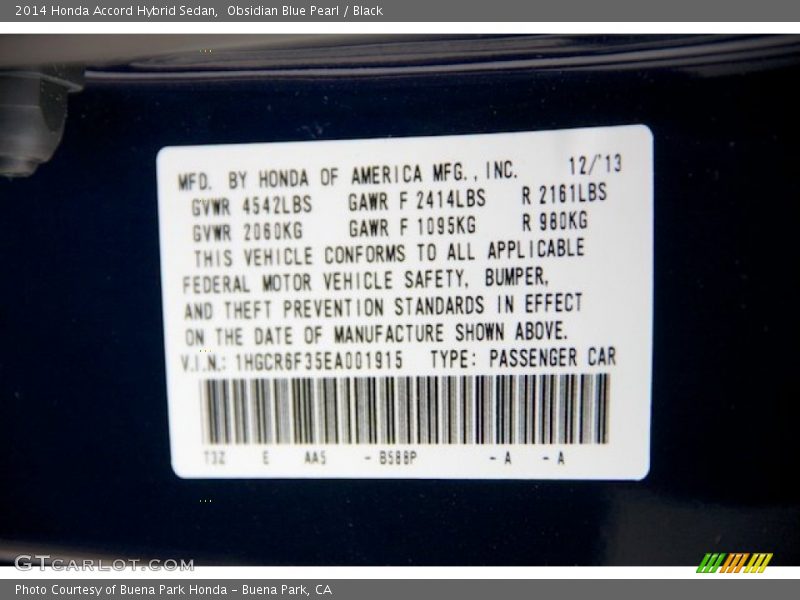 2014 Honda Accord Hybrid Sedan,  Obsidian Blue Pearl / Black
MFD. BY HONDA OF AMERICA MFG., INC. 12/'13
GVWR 4542LBS GAWR F 2414LBS R 2161LBS
GVWR 2060KG GAWR F 1095KG R 980KG
THIS VEHICLE CONFORMS TO ALL APPLICABLE
FEDERAL MOTOR VEHICLE SAFETY, BUMPER,
AND THEFT PREVENTION STANDARDS IN EFFECT
ON THE DATE OF MANUFACTURE SHOWN ABOVE.
V.I.N.: 1HGCR6F35EA001915 TYPE: PASSENGER CAR
T3Z E AA5 - B588P - A - A
GTCARLOT.COM
Photo Courtesy of Buena Park Honda - Buena Park, CA